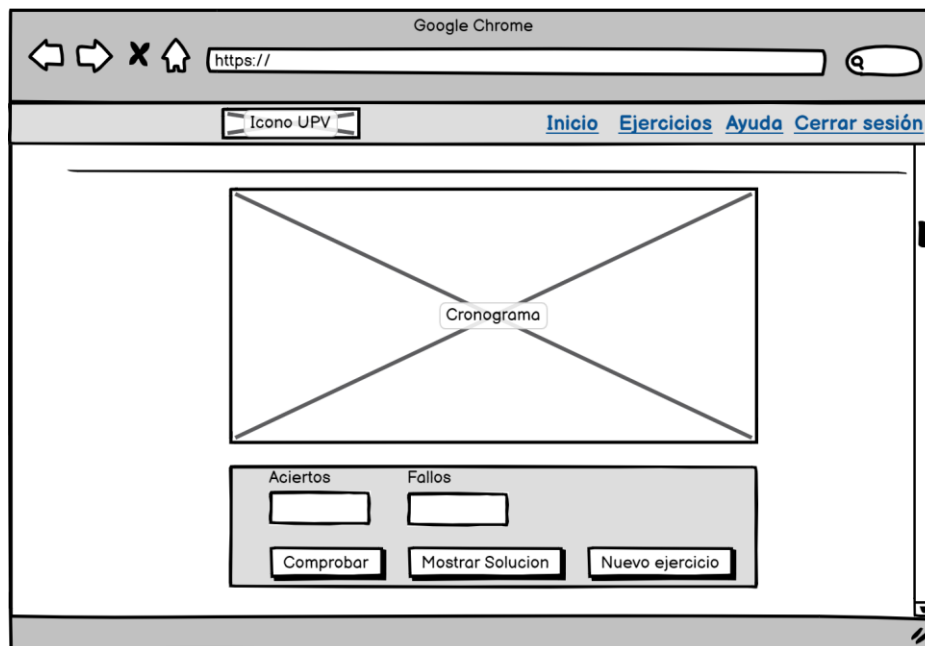 Google Chrome
https://
Icono UPV
Inicio Ejercicios Ayuda Cerrar sesión
Cronograma
Aciertos Fallos
Comprobar Mostrar Solucion Nuevo ejercicio